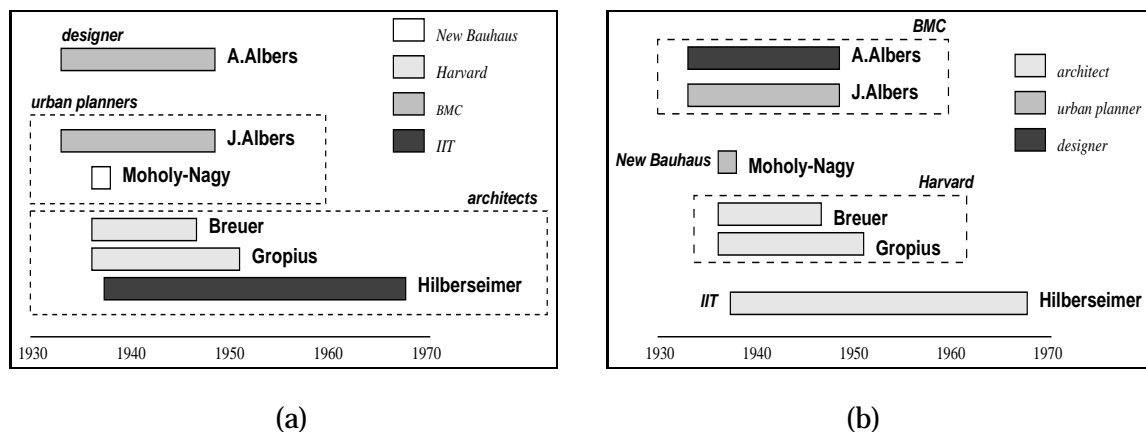 designer
A.Albers
urban planners
J.Albers
Moholy-Nagy
architects
Breuer
Gropius
Hilberseimer
New Bauhaus
Harvard
BMC
IIT
1930 1940 1950 1960 1970
(a)
BMC
A.Albers
J.Albers
New Bauhaus Moholy-Nagy
Harvard
Breuer
Gropius
IIT Hilberseimer
architect
urban planner
designer
1930 1940 1950 1960 1970
(b)